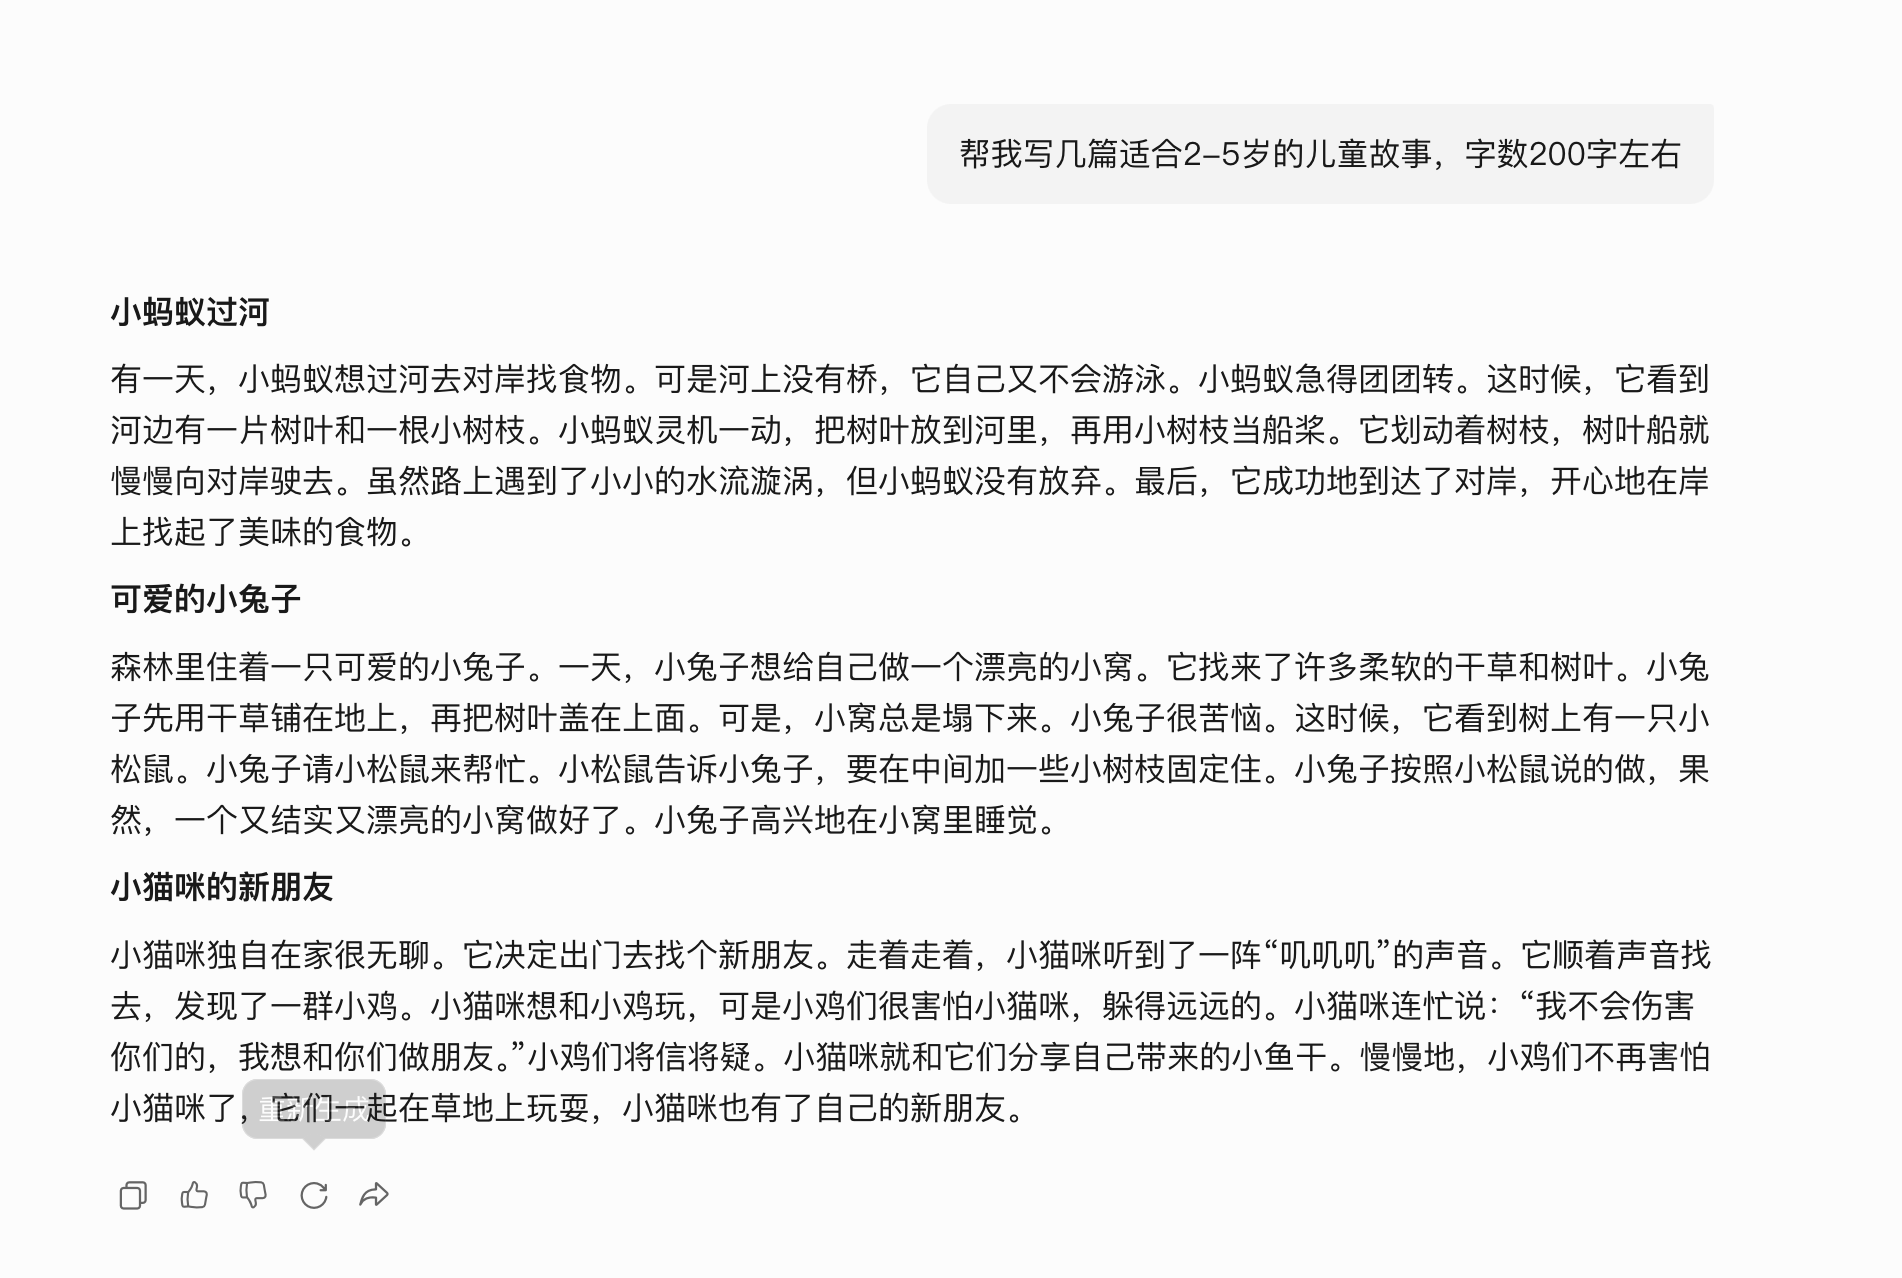 帮我写几篇适合2-5岁的儿童故事，字数200字左右
小蚂蚁过河
有一天，小蚂蚁想过河去对岸找食物。可是河上没有桥，它自己又不会游泳。小蚂蚁急得团团转。这时候，它看到
河边有一片树叶和一根小树枝。小蚂蚁灵机一动，把树叶放到河里，再用小树枝当船桨。它划动着树枝，树叶船就
慢慢向对岸驶去。虽然路上遇到了小小的水流漩涡，但小蚂蚁没有放弃。最后，它成功地到达了对岸，开心地在岸
上找起了美味的食物。
可爱的小兔子
森林里住着一只可爱的小兔子。一天，小兔子想给自己做一个漂亮的小窝。它找来了许多柔软的干草和树叶。小兔
子先用干草铺在地上，再把树叶盖在上面。可是，小窝总是塌下来。小兔子很苦恼。这时候，它看到树上有一只小
松鼠。小兔子请小松鼠来帮忙。小松鼠告诉小兔子，要在中间加一些小树枝固定住。小兔子按照小松鼠说的做，果
然，一个又结实又漂亮的小窝做好了。小兔子高兴地在小窝里睡觉。
小猫咪的新朋友
小猫咪独自在家很无聊。它决定出门去找个新朋友。走着走着，小猫咪听到了一阵“叽叽叽”的声音。它顺着声音找
去，发现了一群小鸡。小猫咪想和小鸡玩，可是小鸡们很害怕小猫咪，躲得远远的。小猫咪连忙说：“我不会伤害
你们的，我想和你们做朋友。”小鸡们将信将疑。小猫咪就和它们分享自己带来的小鱼干。慢慢地，小鸡们不再害怕
小猫咪了，它们一起在草地上玩耍，小猫咪也有了自己的新朋友。
重新生成